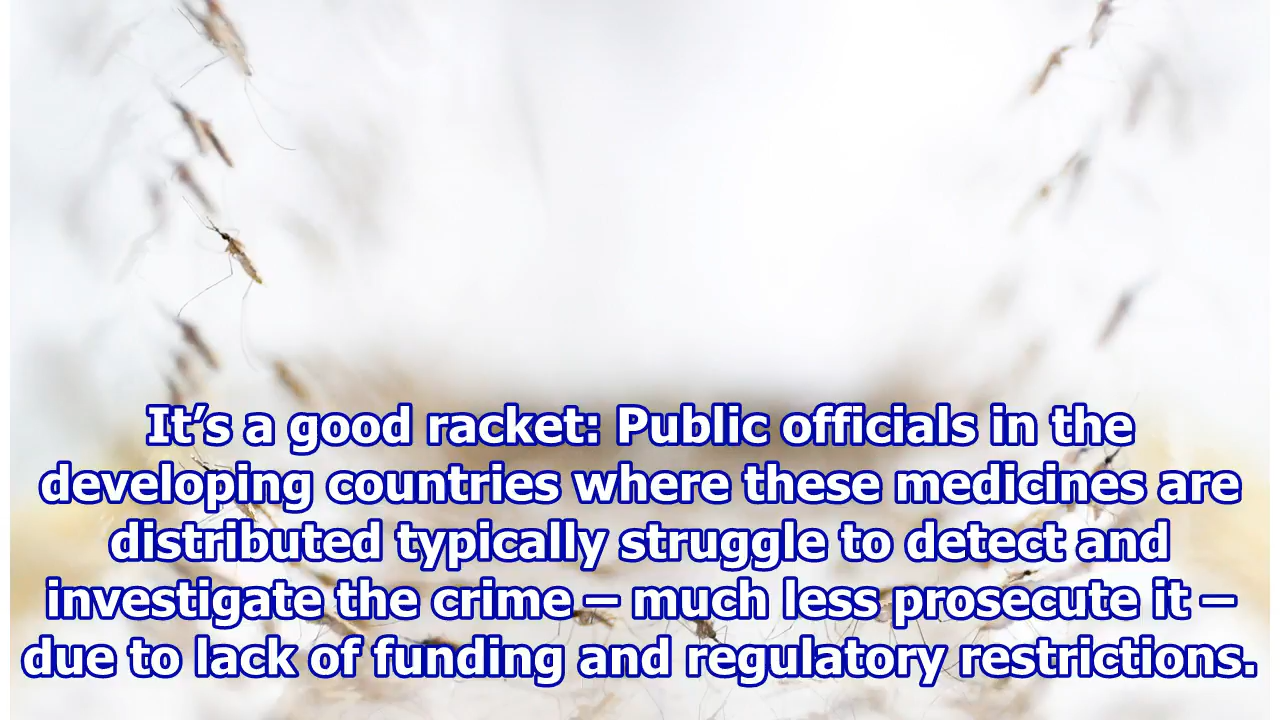 It’s a good racket: Public officials in the
developing countries where these medicines are
distributed typically struggle to detect and
investigate the crime – much less prosecute it –
due to lack of funding and regulatory restrictions.